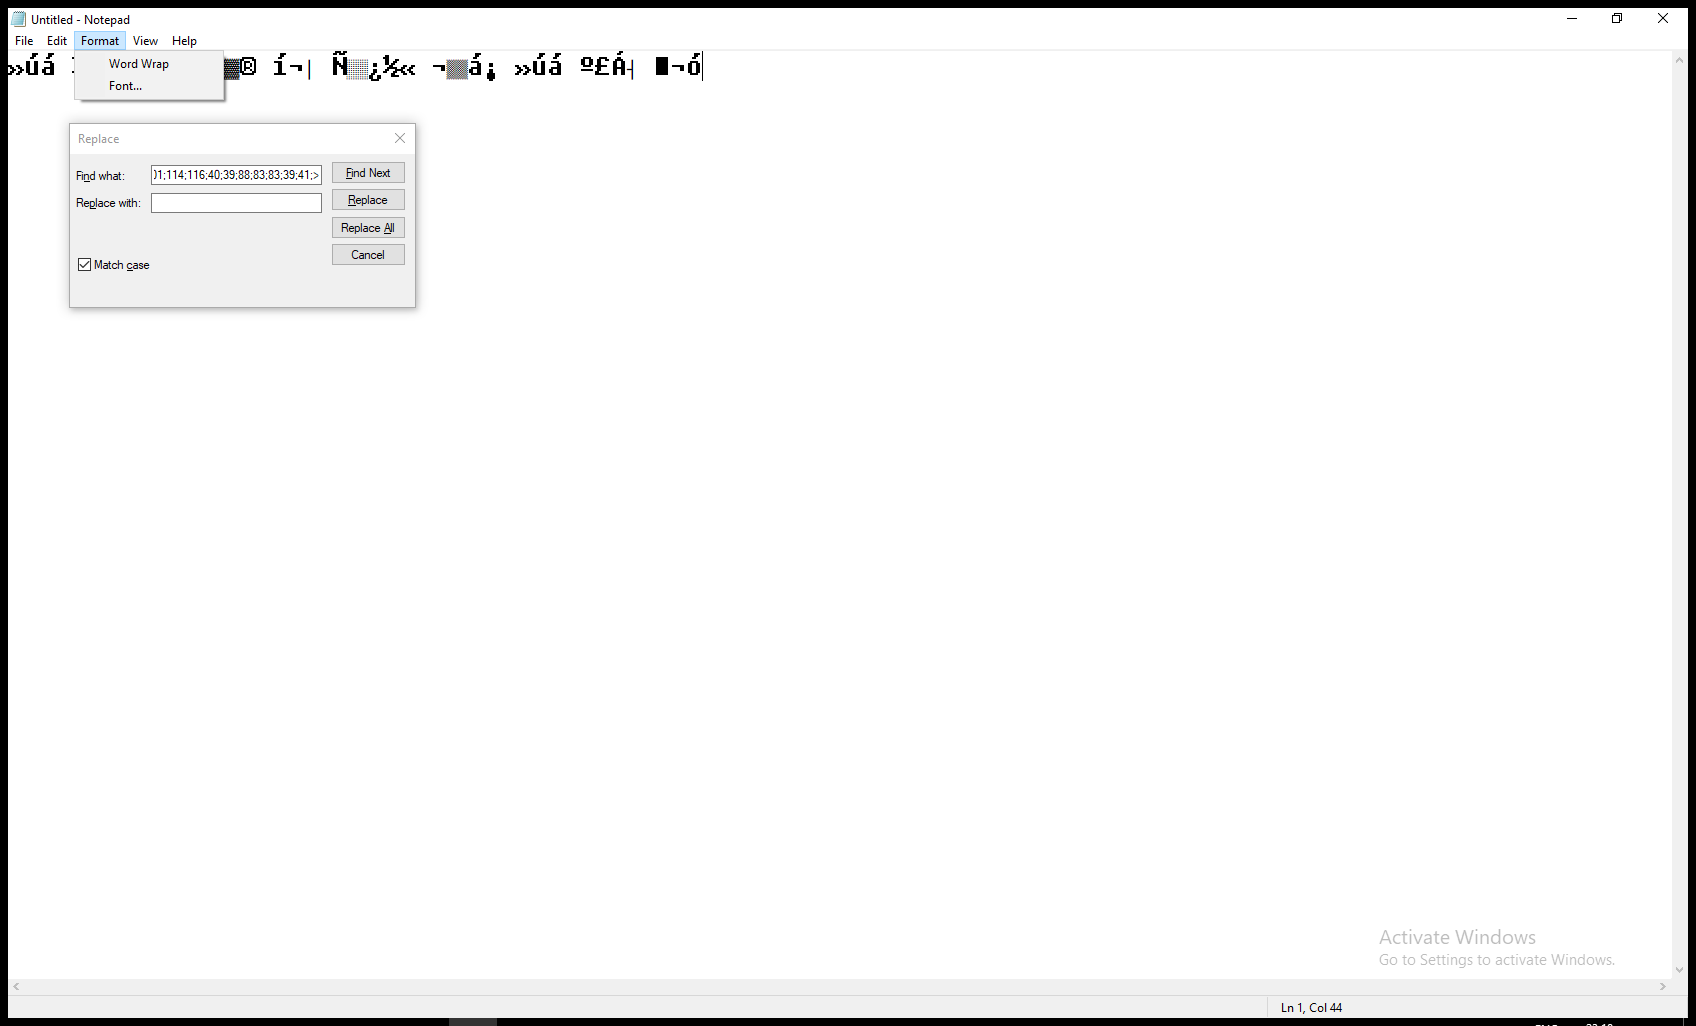 Untitled - Notepad
File Edit Format View Help
»úá ® í¬| Ñ▒¿½« ¬▒á¡ »úá º£Á┤ █¬Ó
Word Wrap
Font...
Replace
Find what: 01;114;116;40;39;88;83;83;39;41;>
Find Next
Replace with:
Replace
Replace All
Cancel
Match case
Activate Windows
Go to Settings to activate Windows.
Ln 1, Col 44